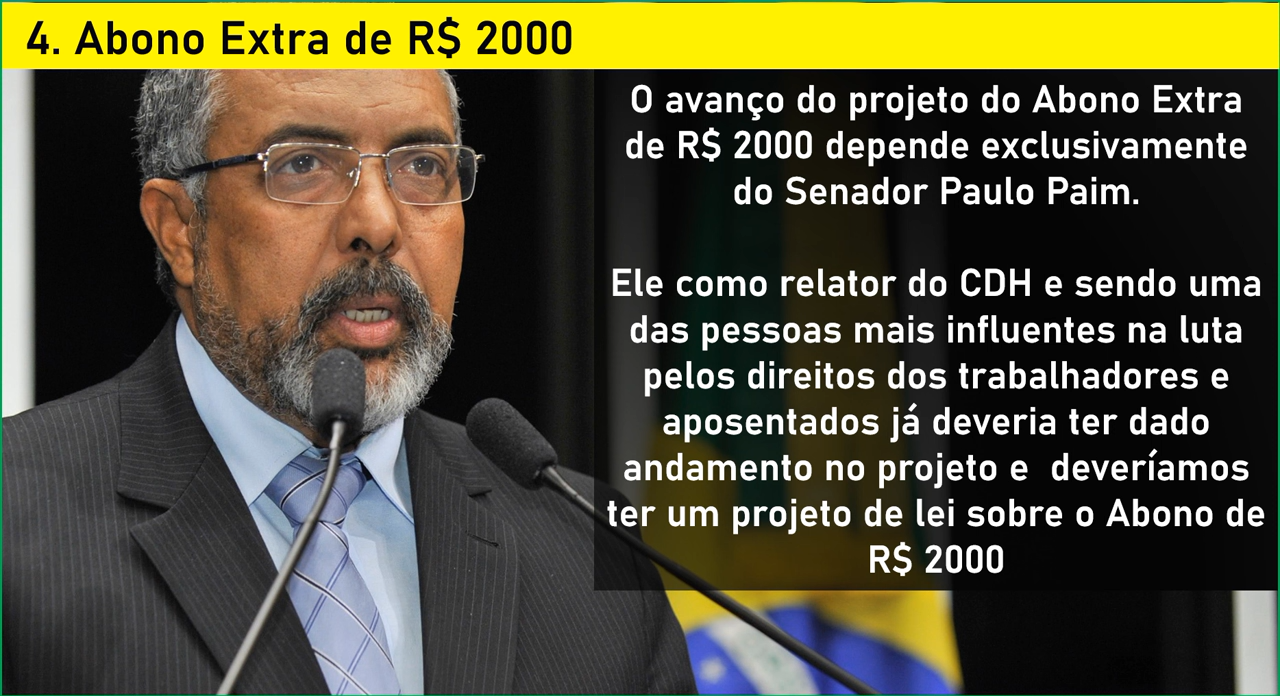 4. Abono Extra de R$ 2000
O avanço do projeto do Abono Extra
de R$ 2000 depende exclusivamente
do Senador Paulo Paim.
Ele como relator do CDH e sendo uma
das pessoas mais influentes na luta
pelos direitos dos trabalhadores e
aposentados já deveria ter dado
andamento no projeto e  deveríamos
ter um projeto de lei sobre o Abono de
R$ 2000